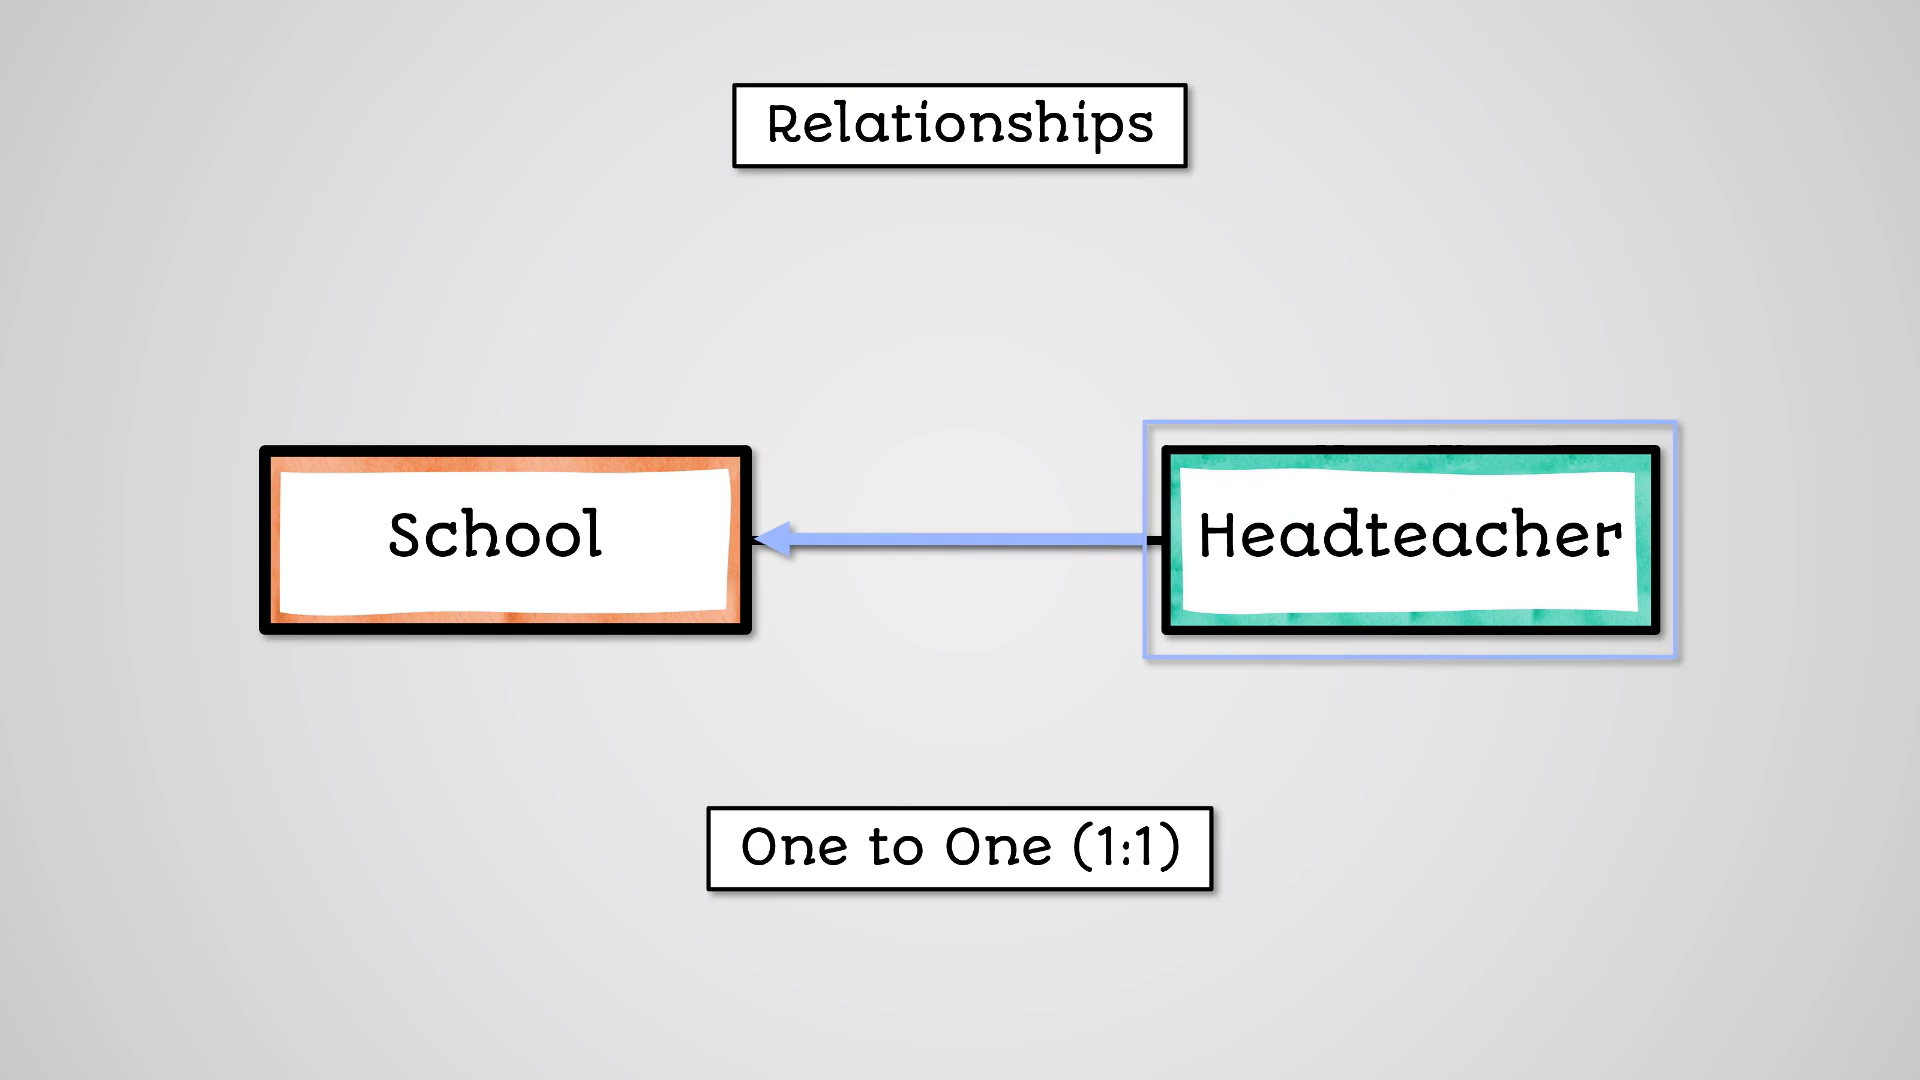 Relationships
School
Headteacher
One to One (1:1)